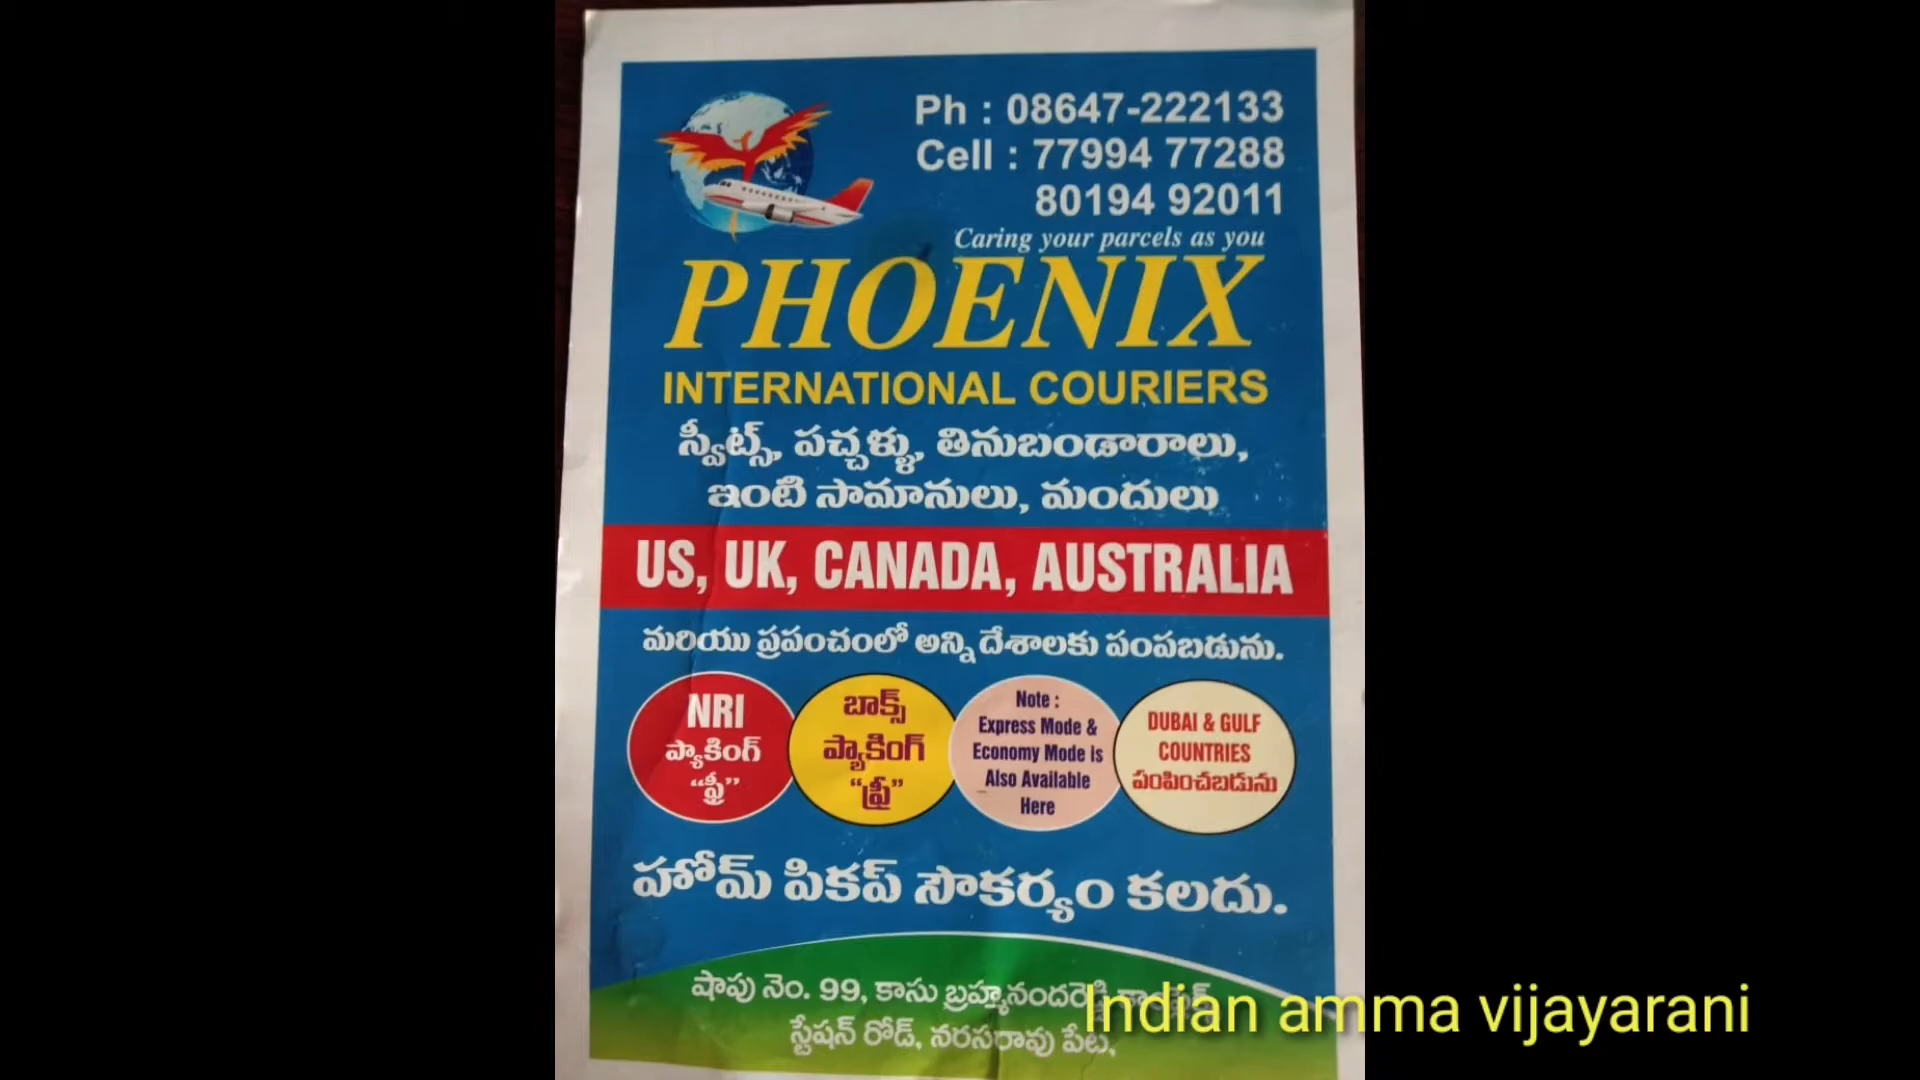 Ph : 08647-222133
Cell : 77994 77288
80194 92011
Caring your parcels as you
PHOENIX
INTERNATIONAL COURIERS
స్వీట్స్, పచ్చళ్ళు, తినుబండారాలు,
ఇంటి సామానులు, మందులు
US, UK, CANADA, AUSTRALIA
మరియు ప్రపంచంలో అన్ని దేశాలకు పంపబడును.
NRI
ప్యాకింగ్
“ఫ్రీ”
బాక్స్
ప్యాకింగ్
“ఫ్రీ”
Note :
Express Mode &
Economy Mode is
Also Available
Here
DUBAI & GULF
COUNTRIES
పంపించబడును
హోమ్ పికప్ సౌకర్యం కలదు.
షాపు నెం. 99, కాసు బ్రహ్మనందరెడ్డి
స్టేషన్ రోడ్, నరసరావు పేట,
Indian amma vijayarani